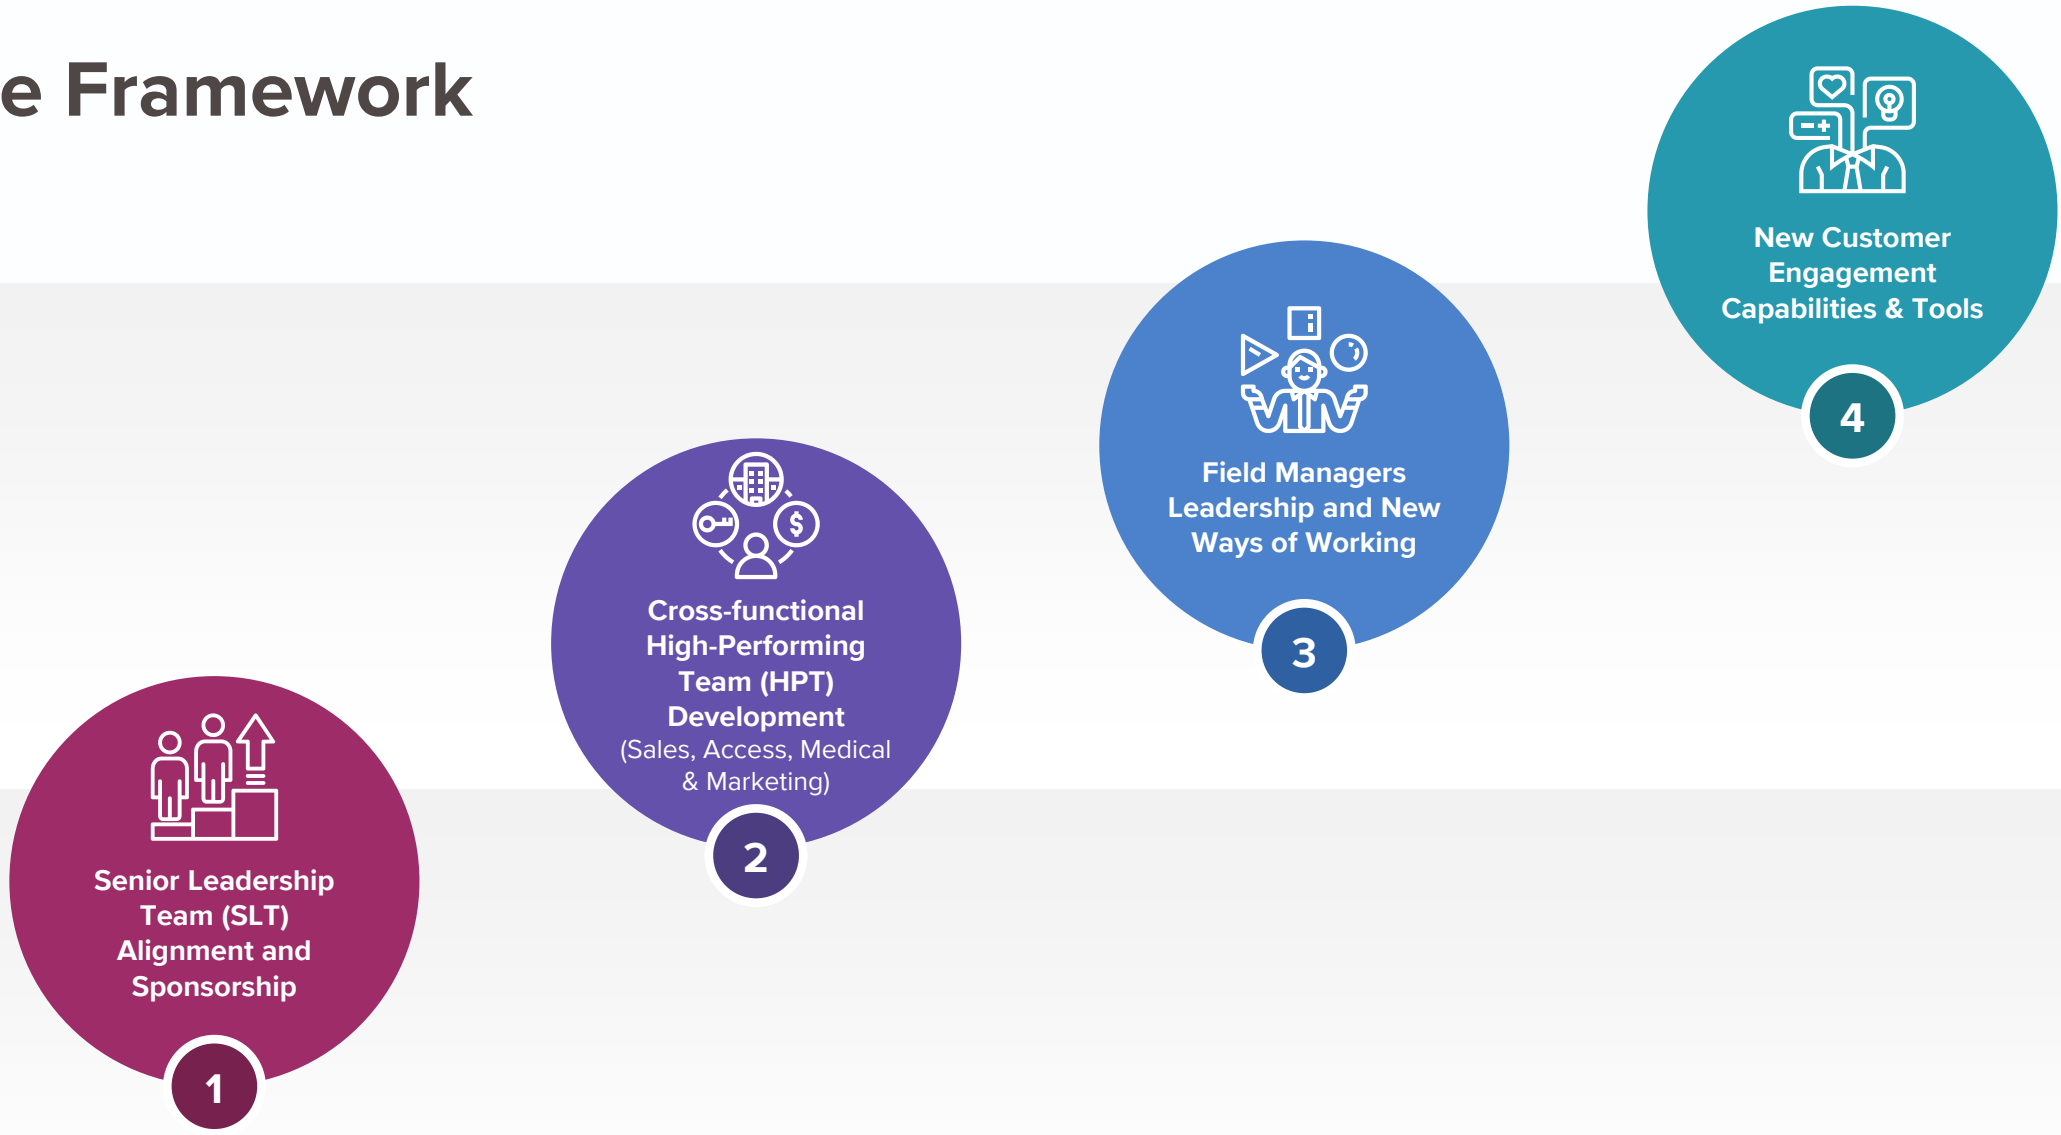 e Framework
New Customer
Engagement
Capabilities & Tools
4
Field Managers
Leadership and New
Ways of Working
3
Cross-functional
High-Performing
Team (HPT)
Development
(Sales, Access, Medical
& Marketing)
2
Senior Leadership
Team (SLT)
Alignment and
Sponsorship
1